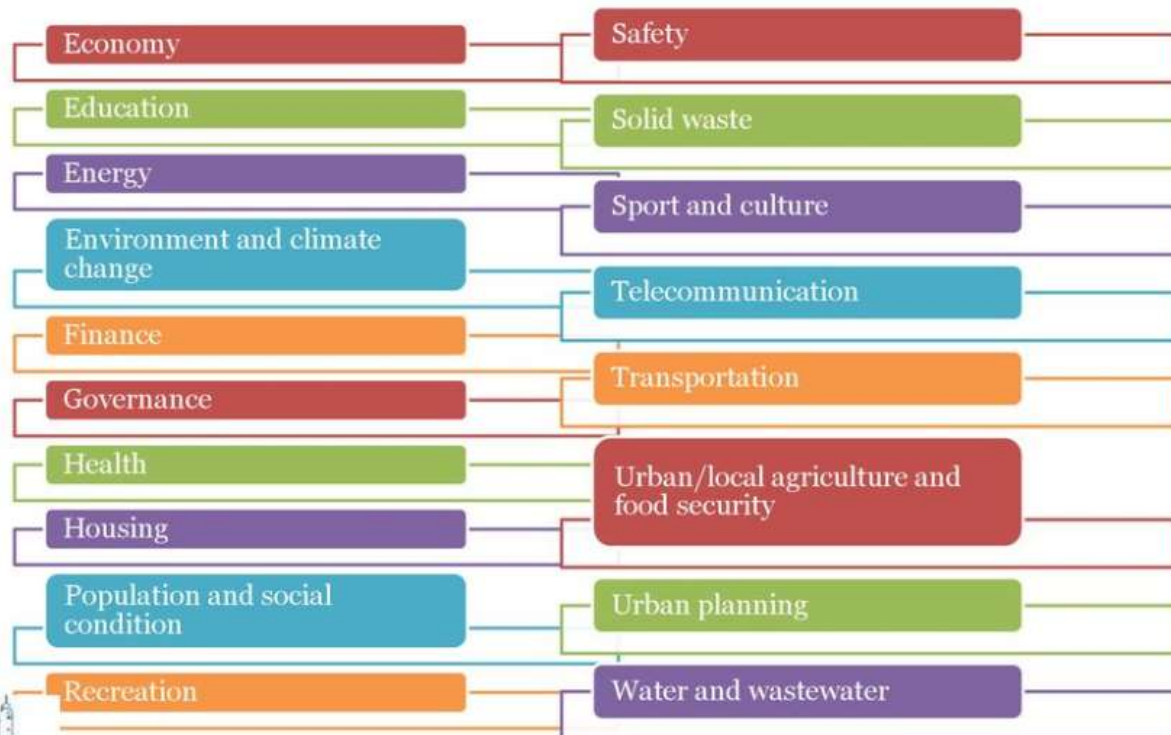 Economy
Education
Energy
Environment and climate
change
Finance
Governance
Health
Housing
Population and social
condition
Recreation
Safety
Solid waste
Sport and culture
Telecommunication
Transportation
Urban/local agriculture and
food security
Urban planning
Water and wastewater